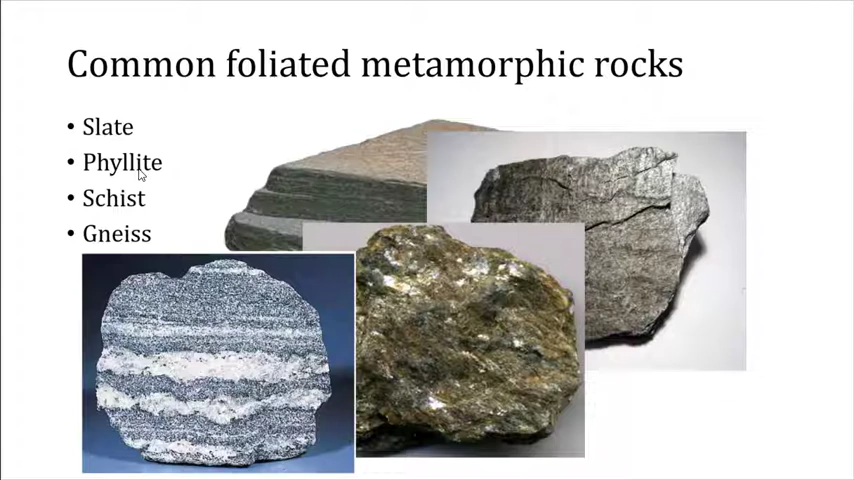 Common foliated metamorphic rocks
• Slate
• Phyllite
• Schist
• Gneiss